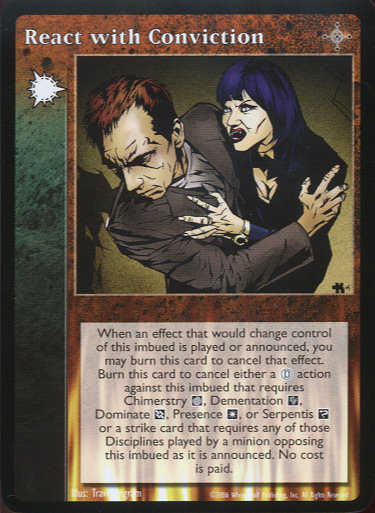 React with Conviction
When an effect that would change control
of this imbued is played or announced, you
may burn this card to cancel that effect.
Burn this card to cancel either a Ⓓ action
against this imbued that requires
Chimerstry, Dementation,
Dominate, Presence, or Serpentis
or a strike card that requires any of those
Disciplines played by a minion opposing
this imbued as it is announced. No cost
is paid.
Illus: Travis Ingram
©2006 White Wolf Publishing, Inc. All Rights Reserved